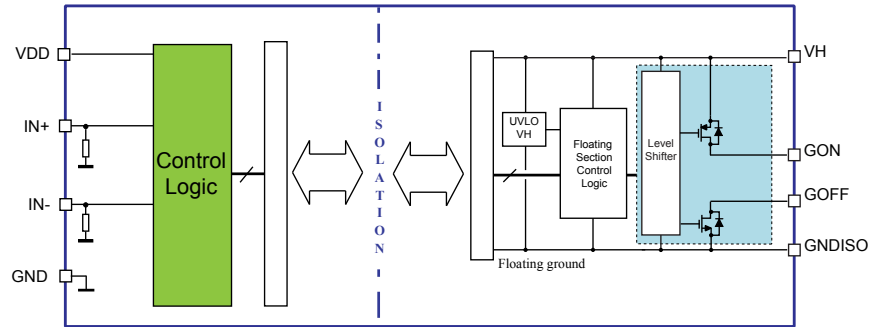 VDD
IN+
IN-
GND
Control
Logic
ISOLATION
UVLO
VH
Floating
Section
Control
Logic
Level
Shifter
Floating ground
VH
GON
GOFF
GNDISO